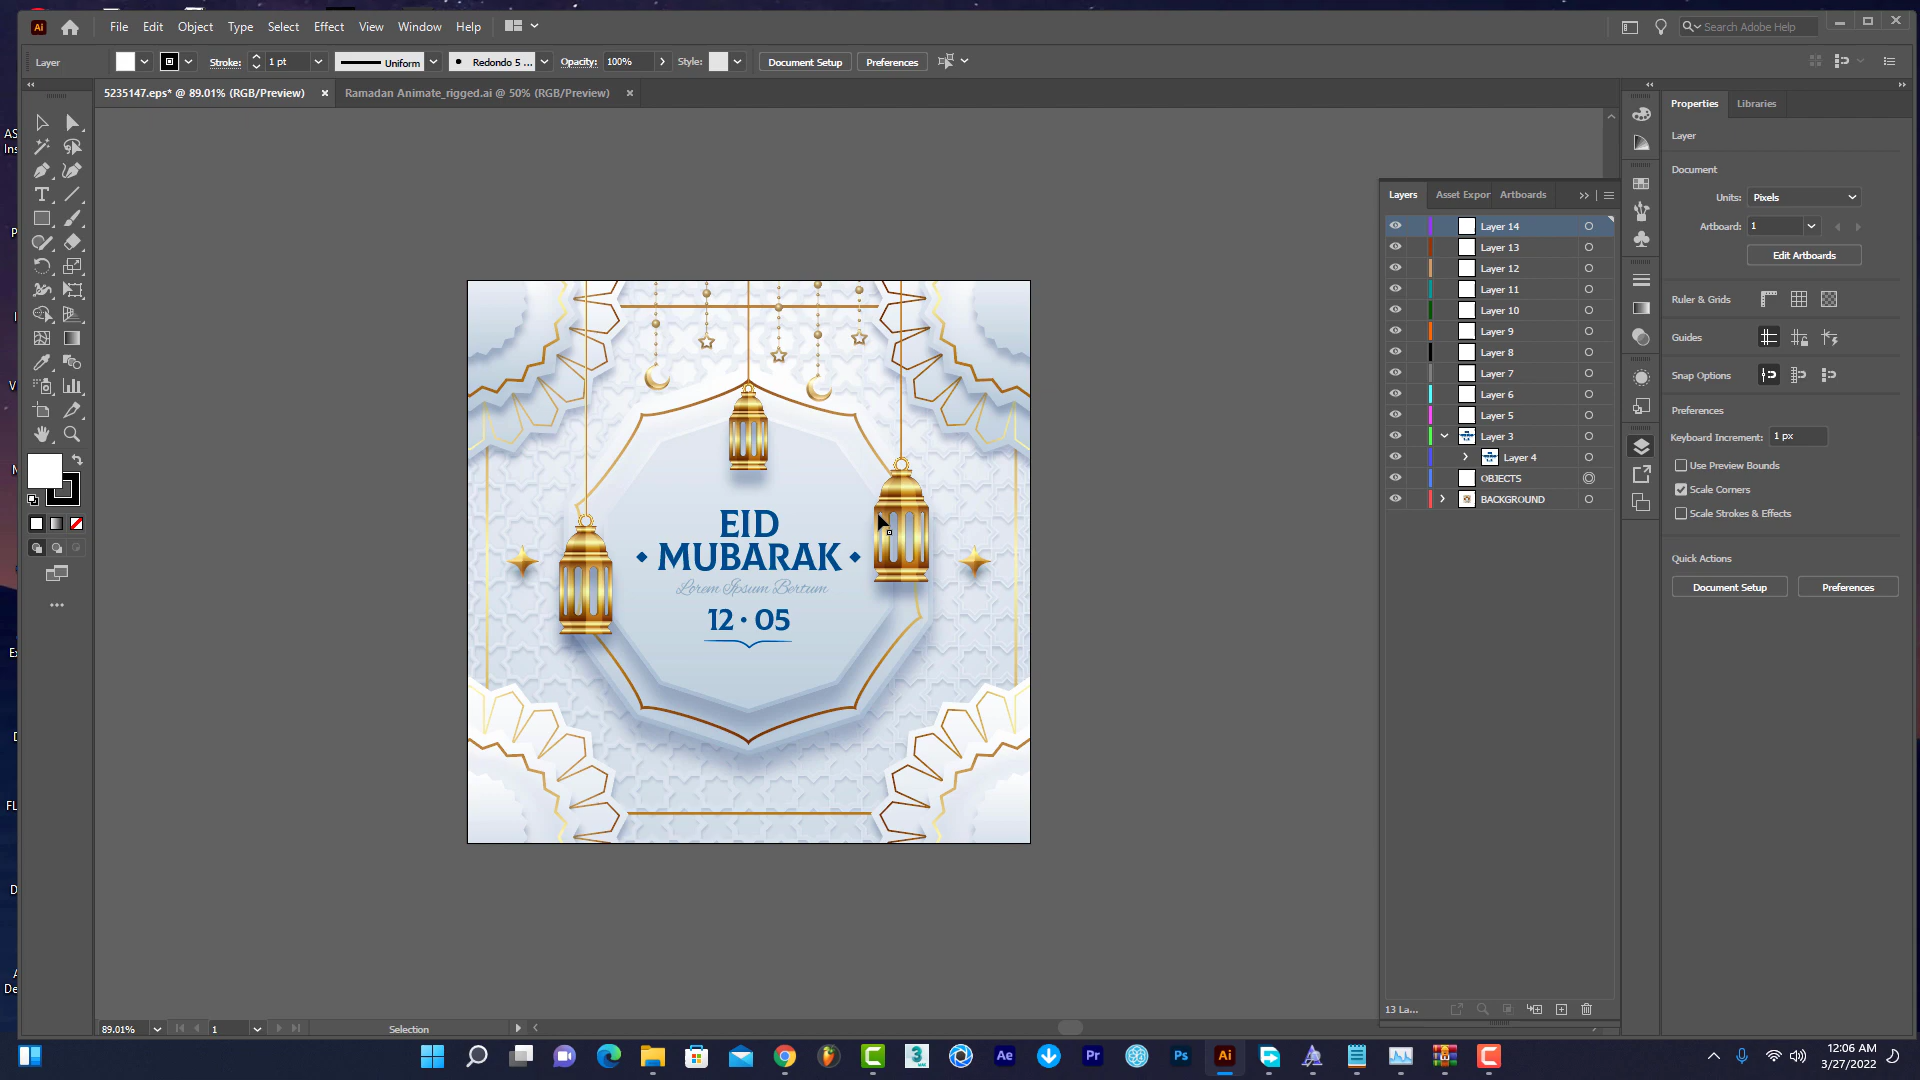 Ai
File Edit Object Type Select Effect View Window Help
Search Adobe Help
Layer
Stroke: 1 pt Uniform Redondo 5 ... Opacity: 100% Style: Document Setup Preferences
5235147.eps* @ 89.01% (RGB/Preview) × Ramadan Animate_rigged.ai @ 50% (RGB/Preview) ×
Properties Libraries
Layer
Document
Units: Pixels
Artboard: 1
Edit Artboards
Ruler & Grids
Guides
Snap Options
Preferences
Keyboard Increment: 1 px
Use Preview Bounds
Scale Corners
Scale Strokes & Effects
Quick Actions
Document Setup Preferences
Layers Asset Expor Artboards
Layer 14
Layer 13
Layer 12
Layer 11
Layer 10
Layer 9
Layer 8
Layer 7
Layer 6
Layer 5
Layer 3
Layer 4
OBJECTS
BACKGROUND
13 La...
EID
MUBARAK
Lorem Ipsum Bertum
12 • 05
89.01% 1 Selection
Ae Pr Ps Ai
12:06 AM
3/27/2022